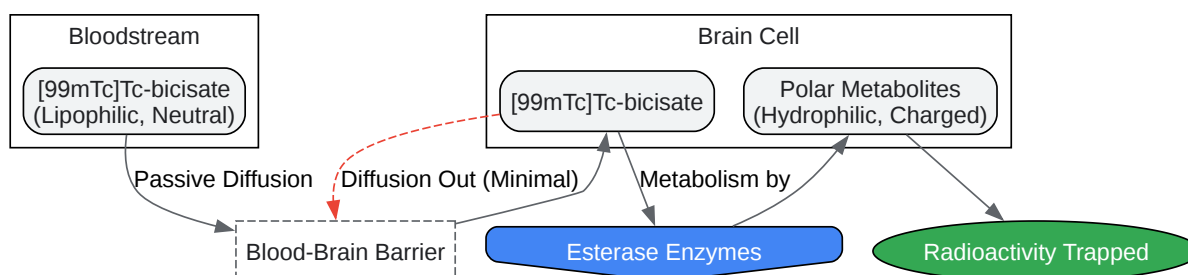 Bloodstream
Brain Cell
[99mTc]Tc-bicisate
(Lipophilic, Neutral)
[99mTc]Tc-bicisate
Polar Metabolites
(Hydrophilic, Charged)
Passive Diffusion
Diffusion Out (Minimal)
Metabolism by
Blood-Brain Barrier
Esterase Enzymes
Radioactivity Trapped